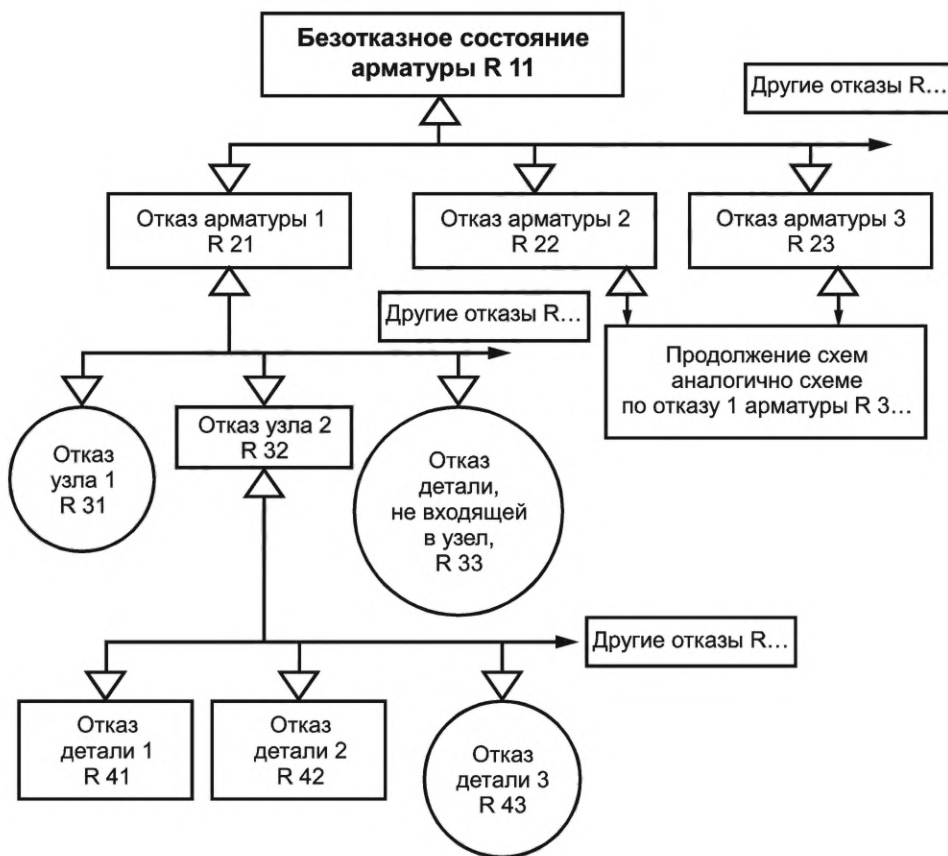 Безотказное состояние
арматуры R 11
Другие отказы R…
Отказ арматуры 1
R 21
Отказ арматуры 2
R 22
Отказ арматуры 3
R 23
Другие отказы R…
Продолжение схем
аналогично схеме
по отказу 1 арматуры R 3…
Отказ
узла 1
R 31
Отказ узла 2
R 32
Отказ
детали,
не входящей
в узел,
R 33
Другие отказы R…
Отказ
детали 1
R 41
Отказ
детали 2
R 42
Отказ
детали 3
R 43